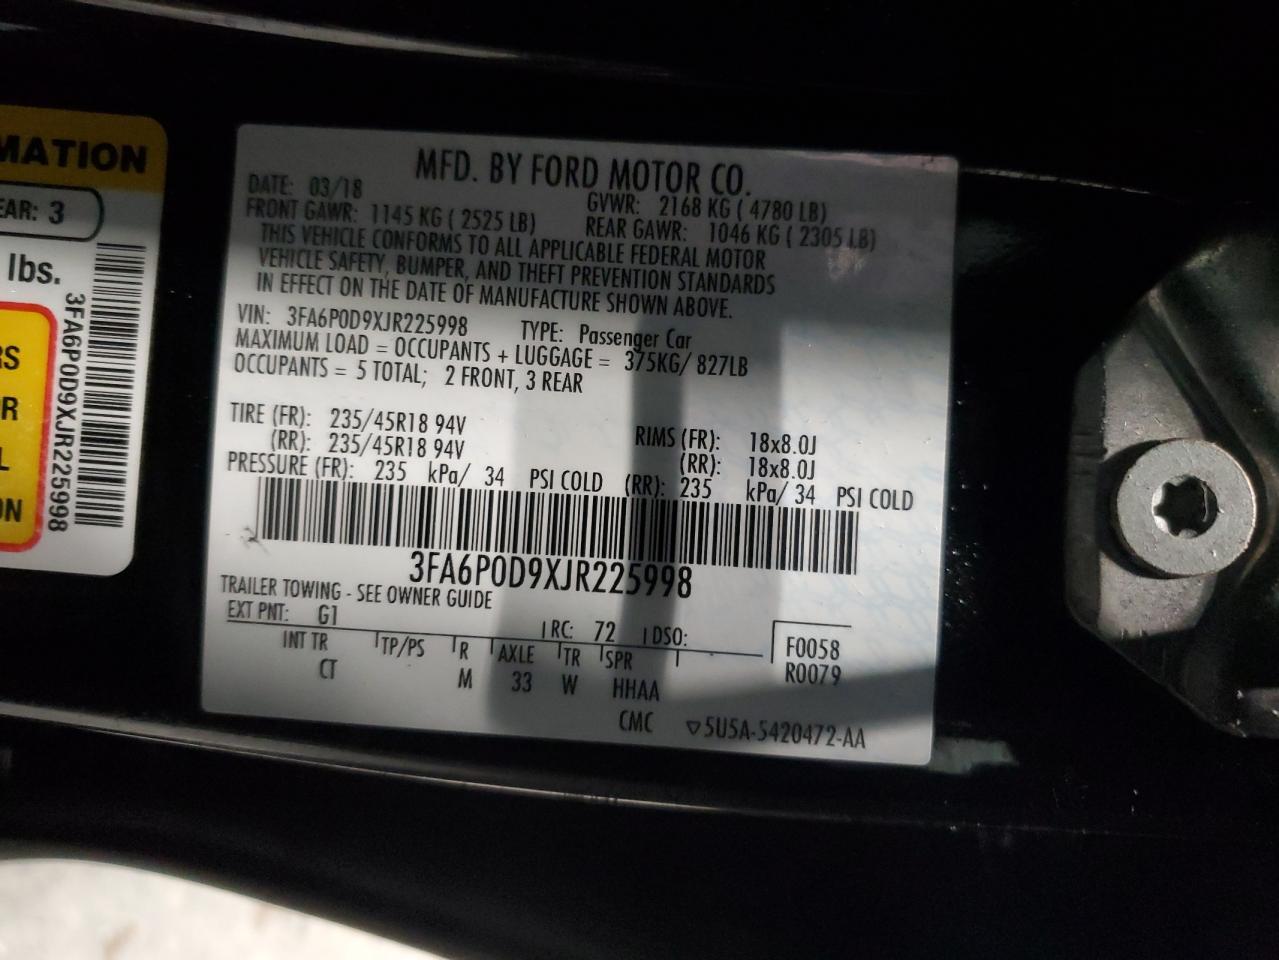 MATION
EAR: 3
lbs.
3FA6P0D9XJR225998
RS
OR
L
ON
MFD. BY FORD MOTOR CO.
DATE: 03/18 GVWR: 2168 KG ( 4780 LB)
FRONT GAWR: 1145 KG ( 2525 LB) REAR GAWR: 1046 KG ( 2305 LB)
THIS VEHICLE CONFORMS TO ALL APPLICABLE FEDERAL MOTOR
VEHICLE SAFETY, BUMPER, AND THEFT PREVENTION STANDARDS
IN EFFECT ON THE DATE OF MANUFACTURE SHOWN ABOVE.
VIN: 3FA6P0D9XJR225998 TYPE: Passenger Car
MAXIMUM LOAD = OCCUPANTS + LUGGAGE = 375KG/ 827LB
OCCUPANTS = 5 TOTAL; 2 FRONT, 3 REAR
TIRE (FR): 235/45R18 94V RIMS (FR): 18x8.0J
(RR): 235/45R18 94V (RR): 18x8.0J
PRESSURE (FR): 235 kPa/ 34 PSI COLD (RR): 235 kPa/ 34 PSI COLD
3FA6P0D9XJR225998
TRAILER TOWING - SEE OWNER GUIDE
EXT PNT: G1 RC: 72 DSO: F0058
INT TR TP/PS R AXLE TR SPR R0079
CT M 33 W HHAA
CMC ▽5U5A-5420472-AA